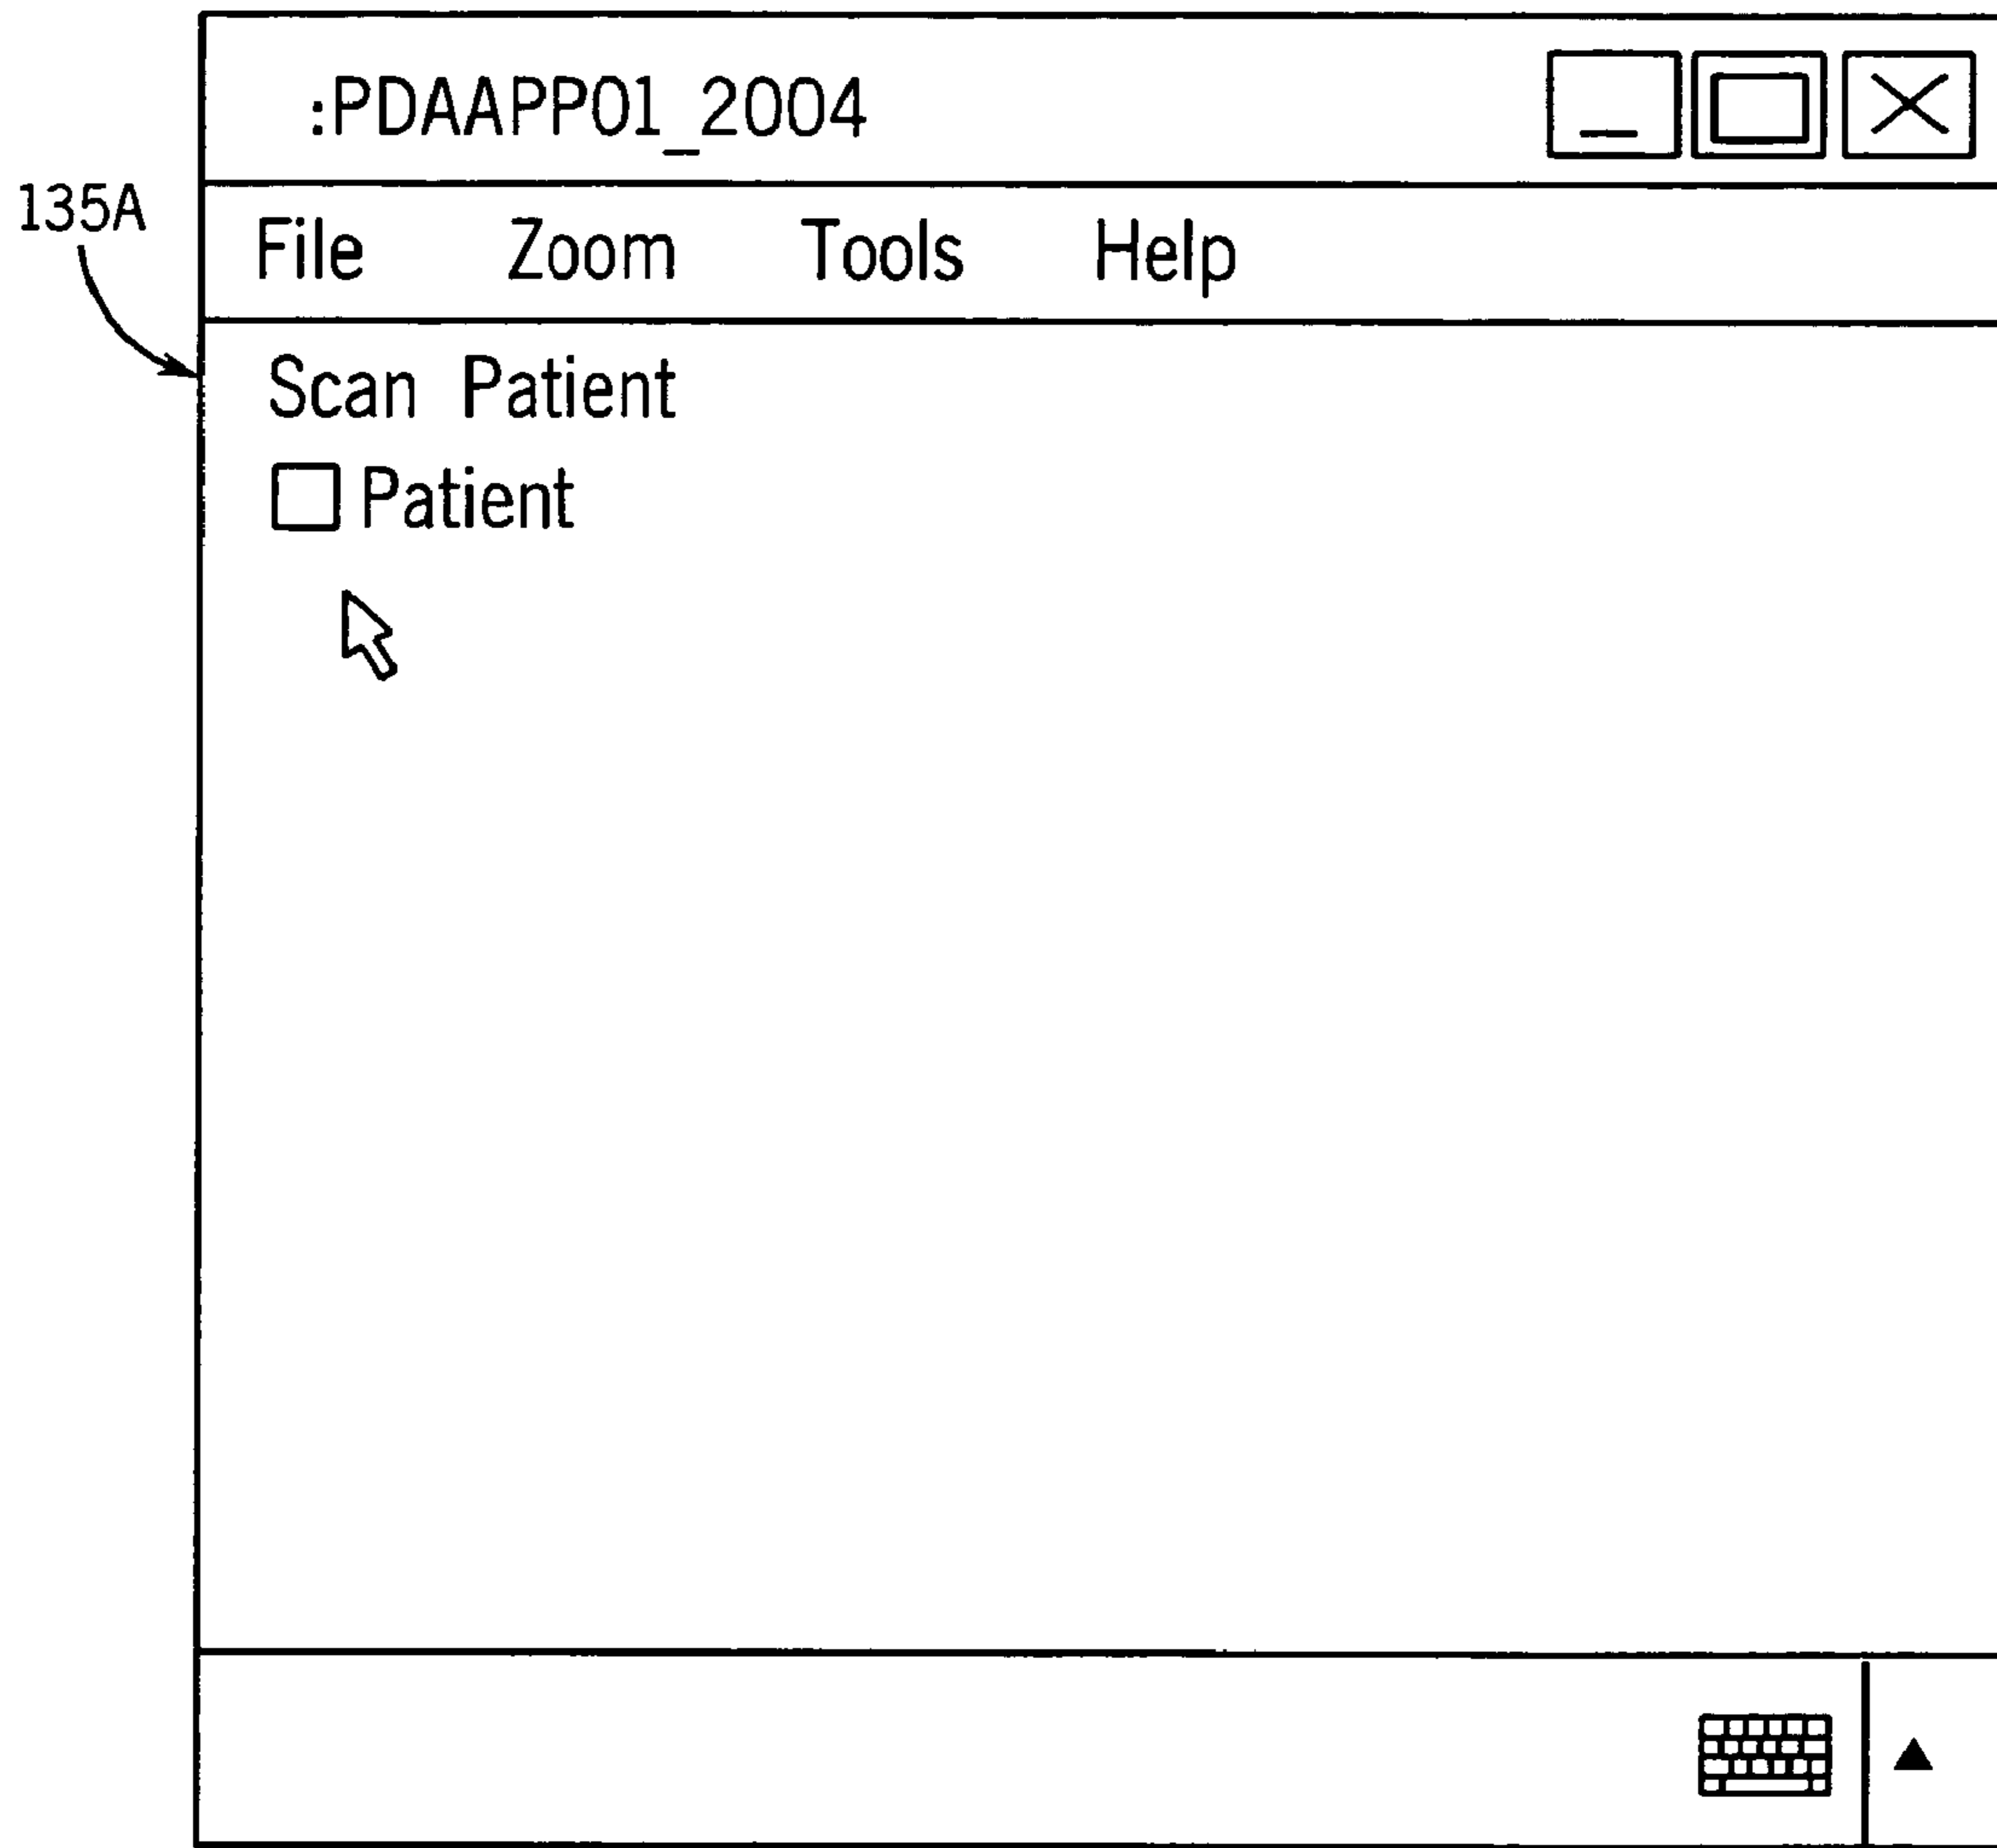 :PDAAPP01_2004
135A
File Zoom Tools Help
Scan Patient
Patient